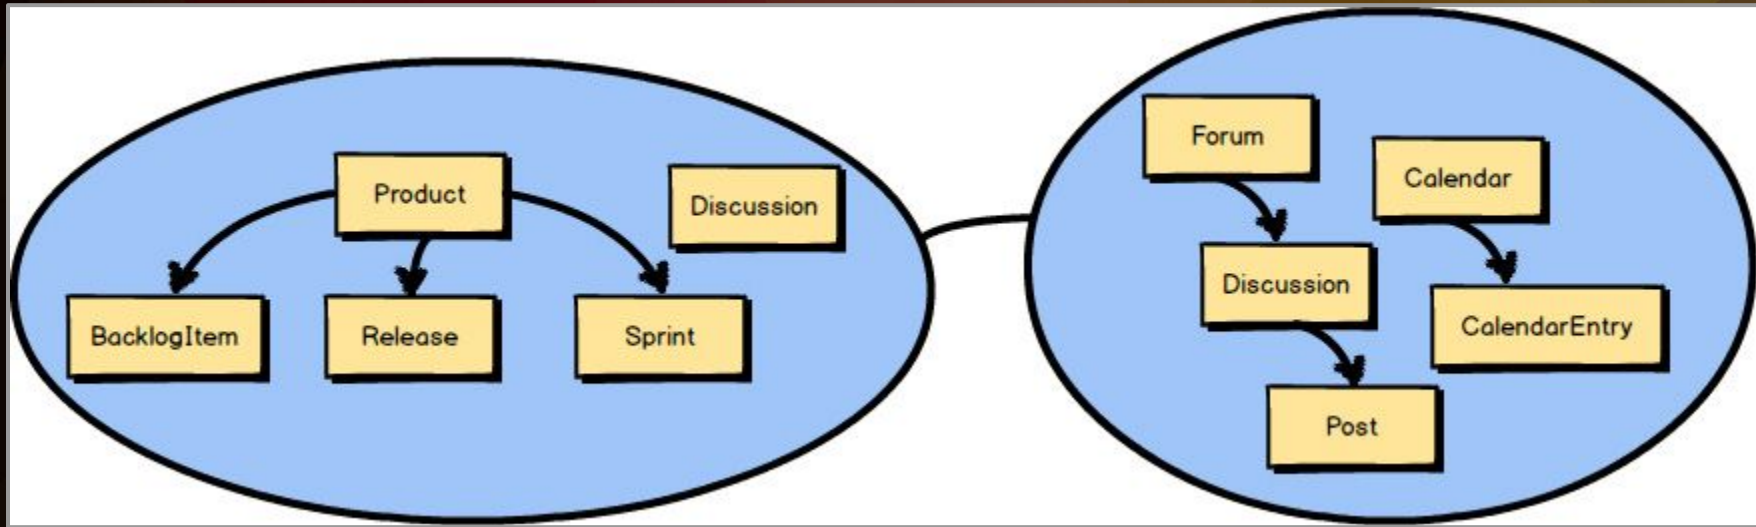 Product
Discussion
BacklogItem
Release
Sprint
Forum
Calendar
Discussion
CalendarEntry
Post